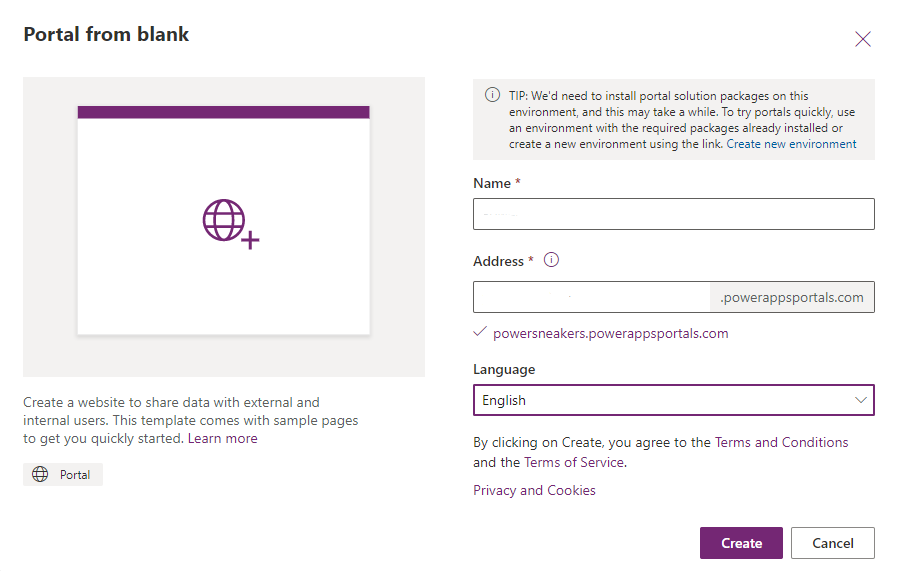 Portal from blank
TIP: We'd need to install portal solution packages on this
environment, and this may take a while. To try portals quickly, use
an environment with the required packages already installed or
create a new environment using the link. Create new environment
Name *
Address *
.powerappsportals.com
powersneakers.powerappsportals.com
Language
English
Create a website to share data with external and
internal users. This template comes with sample pages
to get you quickly started. Learn more
Portal
By clicking on Create, you agree to the Terms and Conditions
and the Terms of Service.
Privacy and Cookies
Create
Cancel